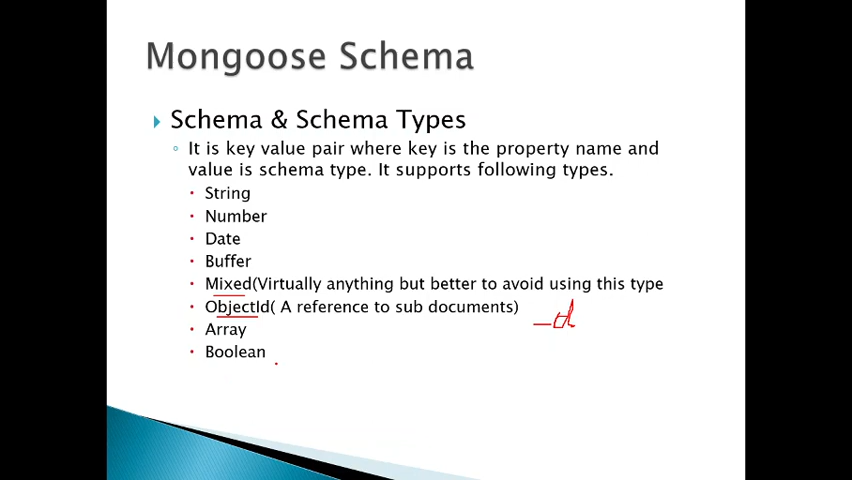 Mongoose Schema
Schema & Schema Types
It is key value pair where key is the property name and
value is schema type. It supports following types.
String
Number
Date
Buffer
Mixed(Virtually anything but better to avoid using this type
ObjectId( A reference to sub documents)
Array
Boolean